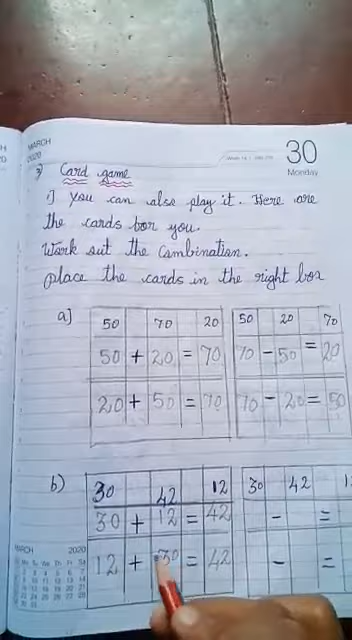 MARCH
2020
30
Monday
3) Card game
1] You can also play it. Here are
the cards for you.
Work out the combination.
place the cards in the right box
a]
50 70 20
50 + 20 = 70
20 + 50 = 70
50 20 70
70 - 50 = 20
70 - 20 = 50
b)
30 42 12
30 + 12 = 42
12 + 30 = 42
30 42
- =
- =
MARCH 2020